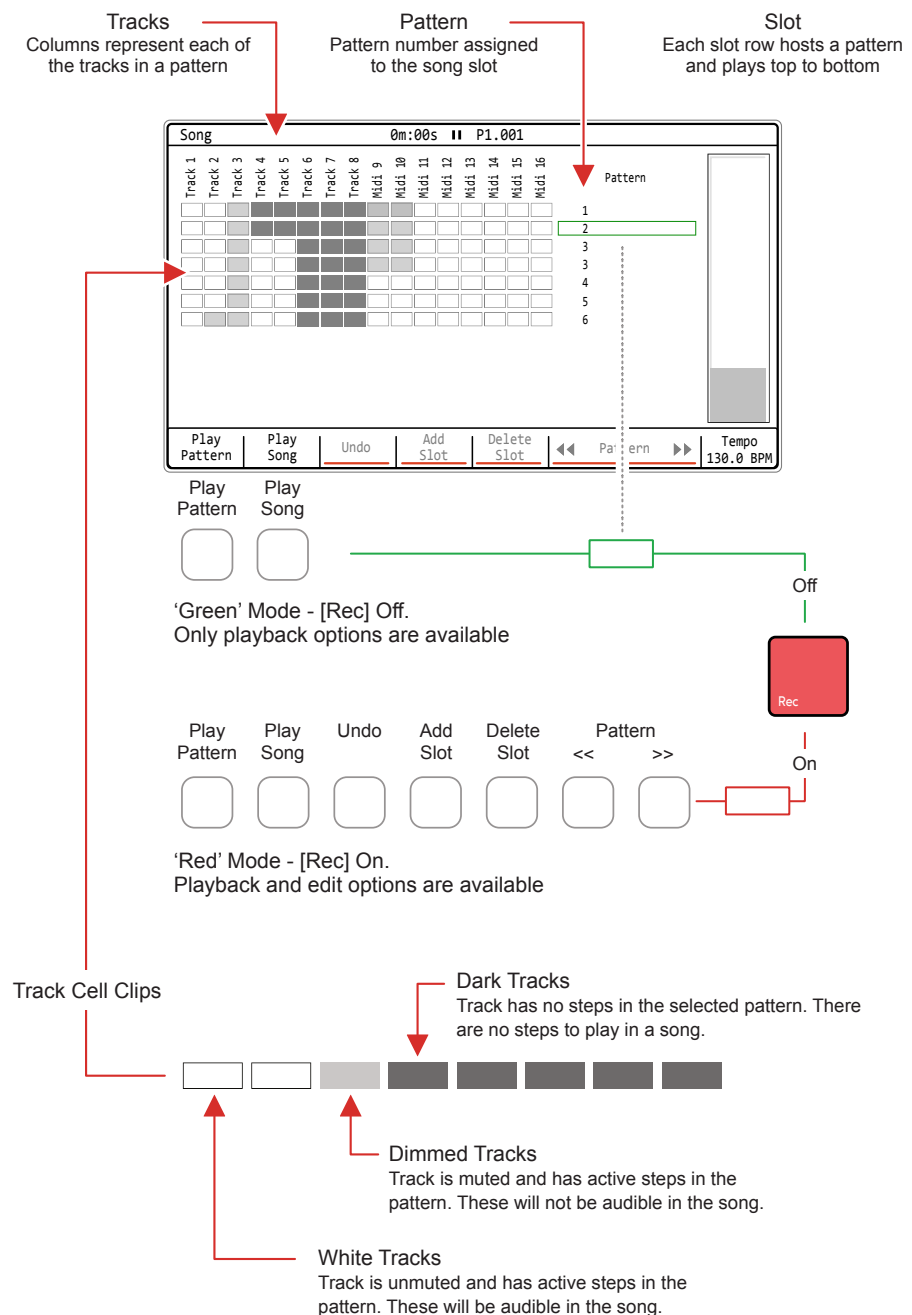 Tracks
Columns represent each of
the tracks in a pattern
Pattern
Pattern number assigned
to the song slot
Slot
Each slot row hosts a pattern
and plays top to bottom
Song 0m:00s P1.001
Track 1 Track 2 Track 3 Track 4 Track 5 Track 6 Track 7 Track 8 Midi 9 Midi 10 Midi 11 Midi 12 Midi 13 Midi 14 Midi 15 Midi 16
Pattern
1
2
3
3
4
5
6
Play Pattern
Play Song
Undo
Add Slot
Delete Slot
Pattern
Tempo
130.0 BPM
Play
Pattern
Play
Song
Off
‘Green’ Mode - [Rec] Off.
Only playback options are available
Rec
Play
Pattern
Play
Song
Undo
Add
Slot
Delete
Slot
Pattern
<< >>
On
‘Red’ Mode - [Rec] On.
Playback and edit options are available
Track Cell Clips
Dark Tracks
Track has no steps in the selected pattern. There
are no steps to play in a song.
Dimmed Tracks
Track is muted and has active steps in the
pattern. These will not be audible in the song.
White Tracks
Track is unmuted and has active steps in the
pattern. These will be audible in the song.